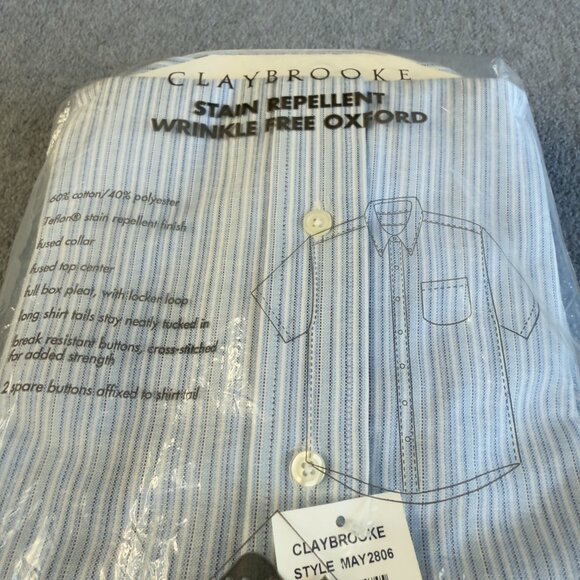 CLAYBROOKE
STAIN REPELLENT
WRINKLE FREE OXFORD
60% cotton/40% polyester
Teflon® stain repellent finish
fused collar
fused top center
full box pleat, with locker loop
long shirt tails stay neatly tucked in
break resistant buttons, cross-stitched
for added strength
2 spare buttons affixed to shirt tail
CLAYBROOKE
STYLE MAY2806